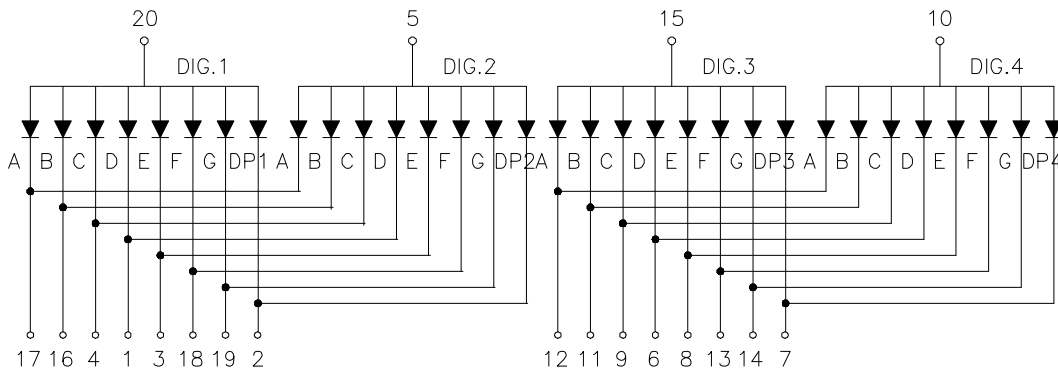 20 5 15 10
DIG.1 DIG.2 DIG.3 DIG.4
A B C D E F G DP1 A B C D E F G DP2 A B C D E F G DP3 A B C D E F G DP4
17 16 4 1 3 18 19 2 12 11 9 6 8 13 14 7